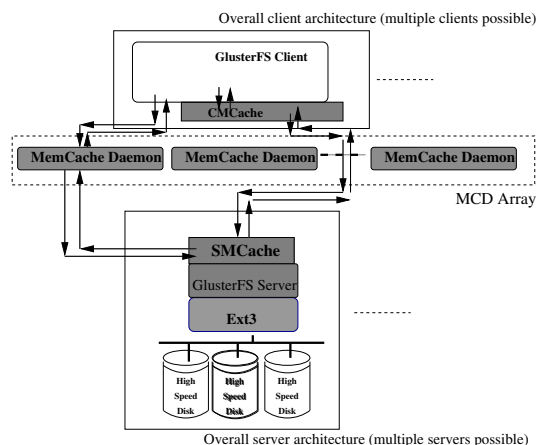 Overall client architecture (multiple clients possible)
GlusterFS Client
CMCache
MemCache Daemon
MemCache Daemon
MemCache Daemon
MCD Array
SMCache
GlusterFS Server
Ext3
High
Speed
Disk
High
Speed
Disk
High
Speed
Disk
Overall server architecture (multiple servers possible)